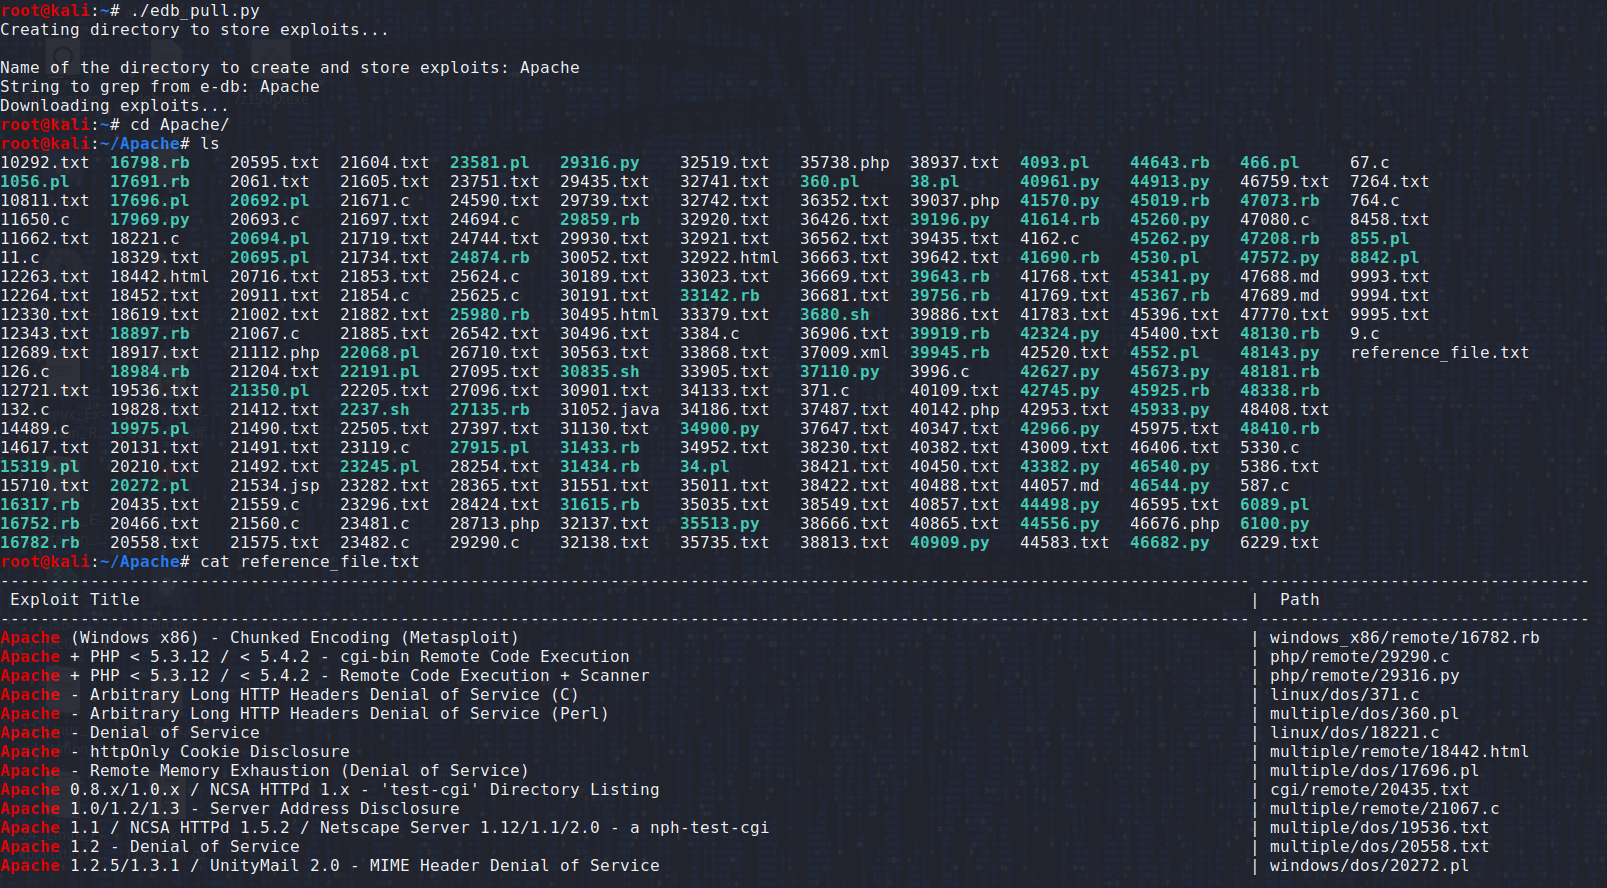 root@kali:~# ./edb_pull.py
Creating directory to store exploits...
Name of the directory to create and store exploits: Apache
String to grep from e-db: Apache
Downloading exploits...
root@kali:~# cd Apache/
root@kali:~/Apache# ls
10292.txt 16798.rb 20595.txt 21604.txt 23581.pl 29316.py 32519.txt 35738.php 38937.txt 4093.pl 44643.rb 466.pl 67.c
1056.pl 17691.rb 2061.txt 21605.txt 23751.txt 29435.txt 32741.txt 360.pl 38.pl 40961.py 44913.py 46759.txt 7264.txt
10811.txt 17696.pl 20692.pl 21671.c 24590.txt 29739.txt 32742.txt 36352.txt 39037.php 41570.py 45019.rb 47073.rb 764.c
11650.c 17969.py 20693.c 21697.txt 24694.c 29859.rb 32920.txt 36426.txt 39196.py 41614.rb 45260.py 47080.c 8458.txt
11662.txt 18221.c 20694.pl 21719.txt 24744.txt 29930.txt 32921.txt 36562.txt 39435.txt 4162.c 45262.py 47208.rb 855.pl
11.c 18329.txt 20695.pl 21734.txt 24874.rb 30052.txt 32922.html 36663.txt 39642.txt 41690.rb 4530.pl 47572.py 8842.pl
12263.txt 18442.html 20716.txt 21853.txt 25624.c 30189.txt 33023.txt 36669.txt 39643.rb 41768.txt 45341.py 47688.md 9993.txt
12264.txt 18452.txt 20911.txt 21854.c 25625.c 30191.txt 33142.rb 36681.txt 39756.rb 41769.txt 45367.rb 47689.md 9994.txt
12330.txt 18619.txt 21002.txt 21882.txt 25980.rb 30495.html 33379.txt 3680.sh 39886.txt 41783.txt 45396.txt 47770.txt 9995.txt
12343.txt 18897.rb 21067.c 21885.txt 26542.txt 30496.txt 3384.c 36906.txt 39919.rb 42324.py 45400.txt 48130.rb 9.c
12689.txt 18917.txt 21112.php 22068.pl 26710.txt 30563.txt 33868.txt 37009.xml 39945.rb 42520.txt 4552.pl 48143.py reference_file.txt
126.c 18984.rb 21204.txt 22191.pl 27095.txt 30835.sh 33905.txt 37110.py 3996.c 42627.py 45673.py 48181.rb
12721.txt 19536.txt 21350.pl 22205.txt 27096.txt 30901.txt 34133.txt 371.c 40109.txt 42745.py 45925.rb 48338.rb
132.c 19828.txt 21412.txt 2237.sh 27135.rb 31052.java 34186.txt 37487.txt 40142.php 42953.txt 45933.py 48408.txt
14489.c 19975.pl 21490.txt 22505.txt 27397.txt 31130.txt 34900.py 37647.txt 40347.txt 42966.py 45975.txt 48410.rb
14617.txt 20131.txt 21491.txt 23119.c 27915.pl 31433.rb 34952.txt 38230.txt 40382.txt 43009.txt 46406.txt 5330.c
15319.pl 20210.txt 21492.txt 23245.pl 28254.txt 31434.rb 34.pl 38421.txt 40450.txt 43382.py 46540.py 5386.txt
15710.txt 20272.pl 21534.jsp 23282.txt 28365.txt 31551.txt 35011.txt 38422.txt 40488.txt 44057.md 46544.py 587.c
16317.rb 20435.txt 21559.c 23296.txt 28424.txt 31615.rb 35035.txt 38549.txt 40857.txt 44498.py 46595.txt 6089.pl
16752.rb 20466.txt 21560.c 23481.c 28713.php 32137.txt 35513.py 38666.txt 40865.txt 44556.py 46676.php 6100.py
16782.rb 20558.txt 21575.txt 23482.c 29290.c 32138.txt 35735.txt 38813.txt 40909.py 44583.txt 46682.py 6229.txt
root@kali:~/Apache# cat reference_file.txt
Exploit Title | Path
Apache (Windows x86) - Chunked Encoding (Metasploit) | windows_x86/remote/16782.rb
Apache + PHP < 5.3.12 / < 5.4.2 - cgi-bin Remote Code Execution | php/remote/29290.c
Apache + PHP < 5.3.12 / < 5.4.2 - Remote Code Execution + Scanner | php/remote/29316.py
Apache - Arbitrary Long HTTP Headers Denial of Service (C) | linux/dos/371.c
Apache - Arbitrary Long HTTP Headers Denial of Service (Perl) | multiple/dos/360.pl
Apache - Denial of Service | linux/dos/18221.c
Apache - httpOnly Cookie Disclosure | multiple/remote/18442.html
Apache - Remote Memory Exhaustion (Denial of Service) | multiple/dos/17696.pl
Apache 0.8.x/1.0.x / NCSA HTTPd 1.x - 'test-cgi' Directory Listing | cgi/remote/20435.txt
Apache 1.0/1.2/1.3 - Server Address Disclosure | multiple/remote/21067.c
Apache 1.1 / NCSA HTTPd 1.5.2 / Netscape Server 1.12/1.1/2.0 - a nph-test-cgi | multiple/dos/19536.txt
Apache 1.2 - Denial of Service | multiple/dos/20558.txt
Apache 1.2.5/1.3.1 / UnityMail 2.0 - MIME Header Denial of Service | windows/dos/20272.pl